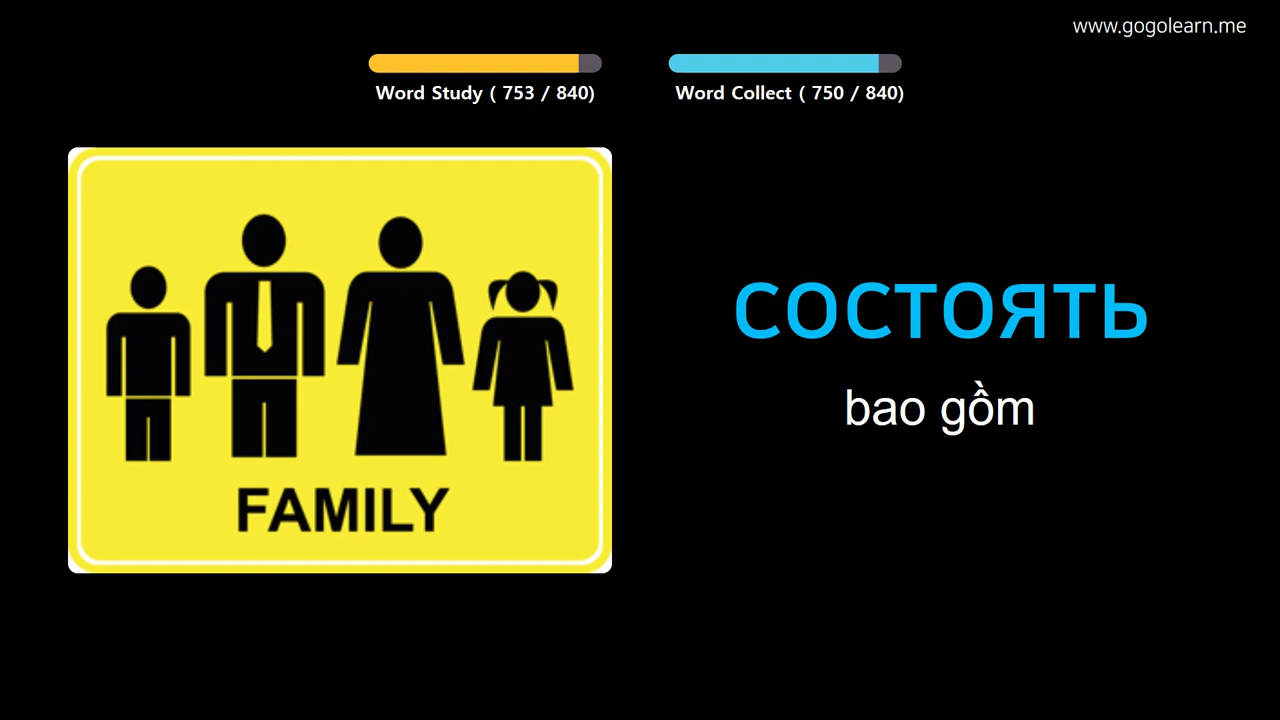 www.gogolearn.me
Word Study ( 753 / 840)
Word Collect ( 750 / 840)
FAMILY
состоять
bao gồm